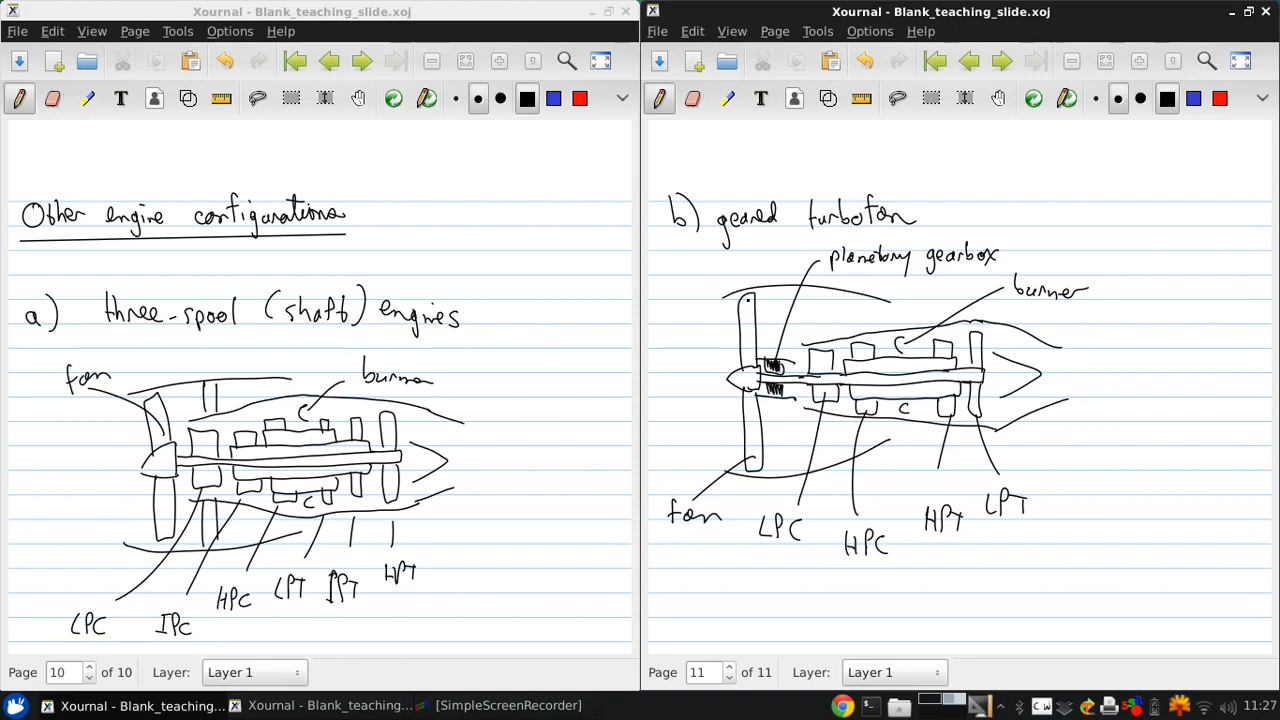 Xournal - Blank_teaching_slide.xoj
File Edit View Page Tools Options Help
Other engine configurations
a) three-spool (shaft) engines
fan
burner
HPC LPT IPT HPT
LPC IPC
Page 10 of 10 Layer: Layer 1
Xournal - Blank_teaching_slide.xoj
File Edit View Page Tools Options Help
b) geared turbofan
planetary gearbox
burner
fan LPC HPC HPT LPT
Page 11 of 11 Layer: Layer 1
Xournal - Blank_teaching_... Xournal - Blank_teaching_... [SimpleScreenRecorder] 11:27